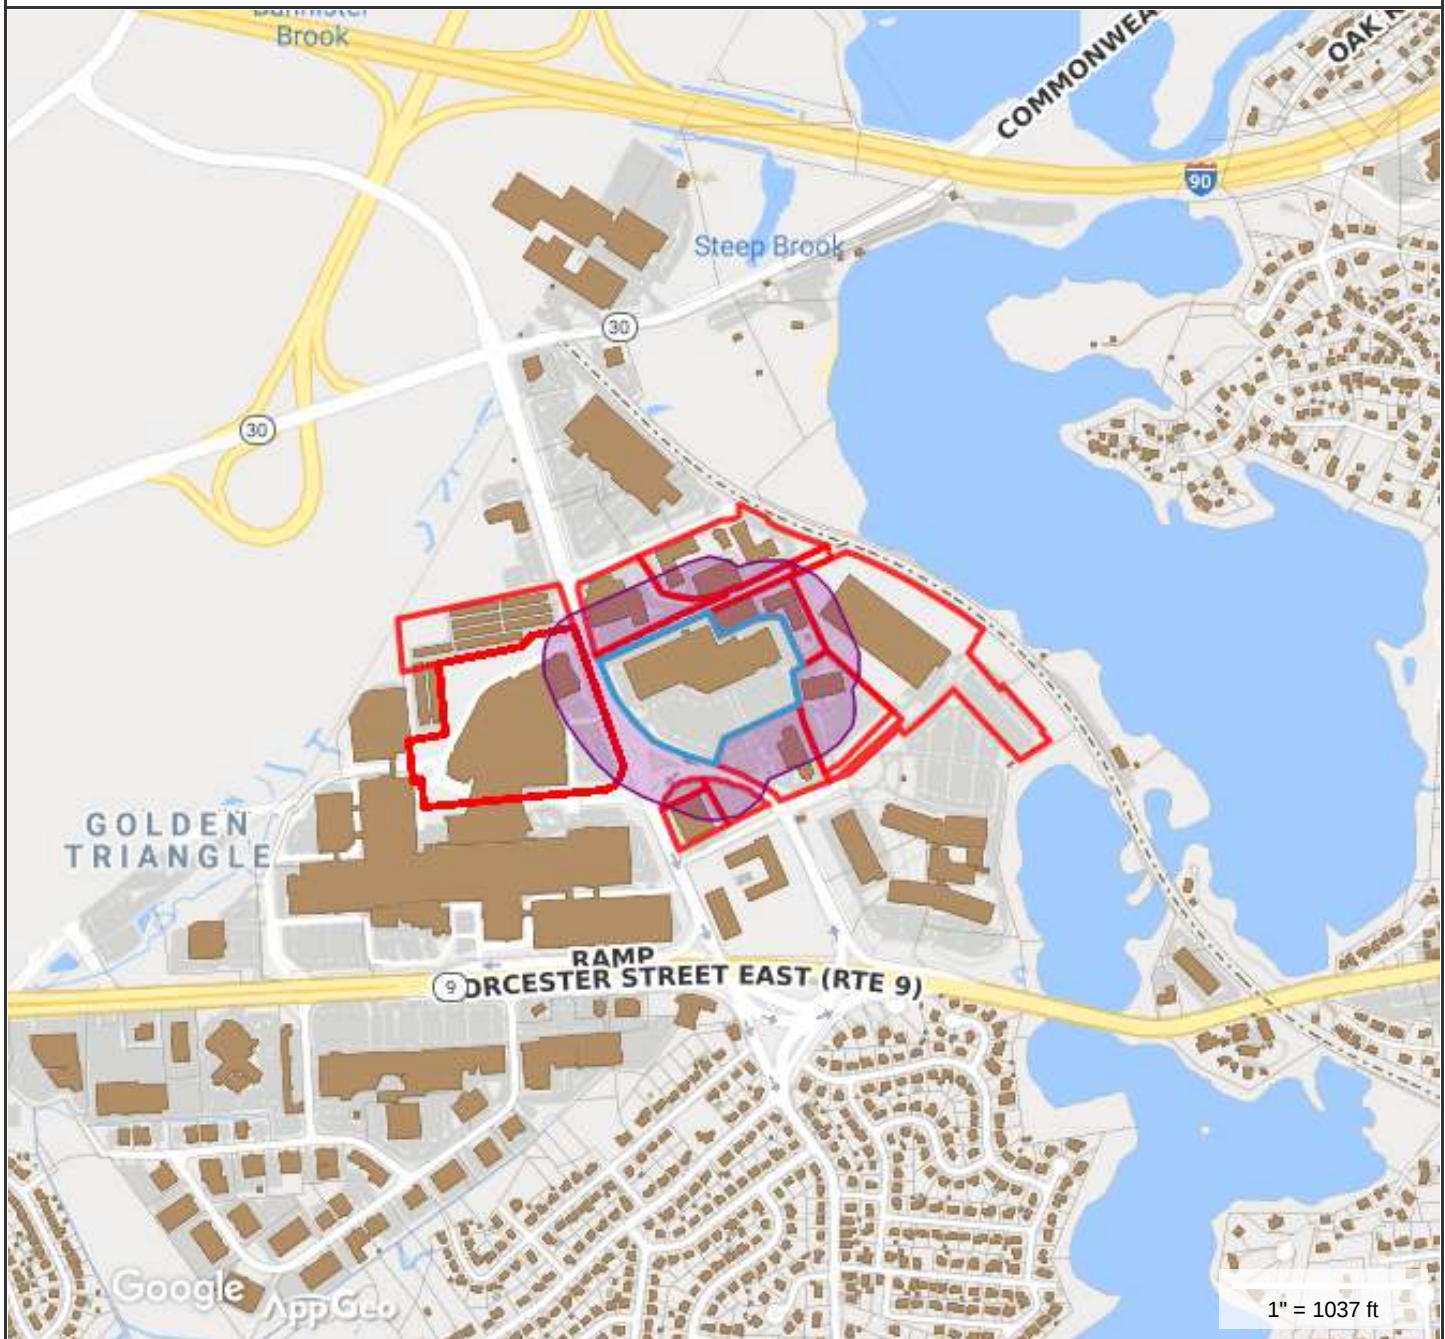 Brook
COMMONWEA
OAK
90
Steep Brook
30
30
GOLDEN
TRIANGLE
RAMP
9
ORCESTER STREET EAST (RTE 9)
Google
AppGeo
1" = 1037 ft